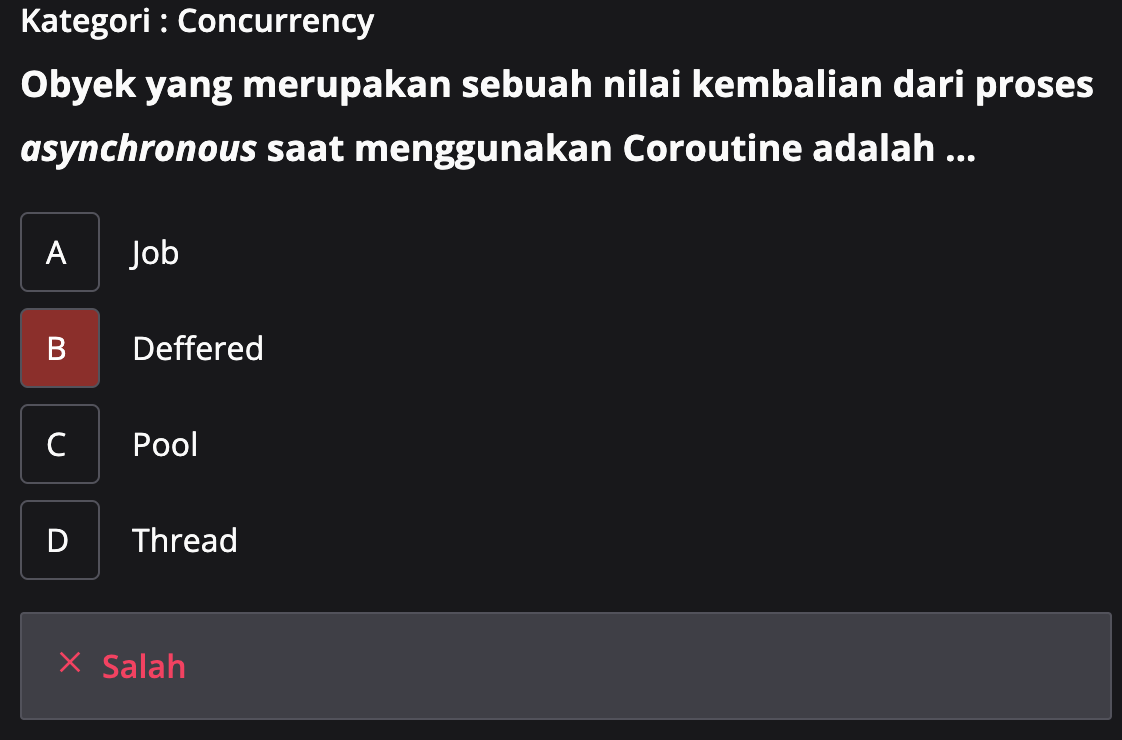 Kategori : Concurrency
Obyek yang merupakan sebuah nilai kembalian dari proses
asynchronous saat menggunakan Coroutine adalah ...
A Job
B Deffered
C Pool
D Thread
× Salah